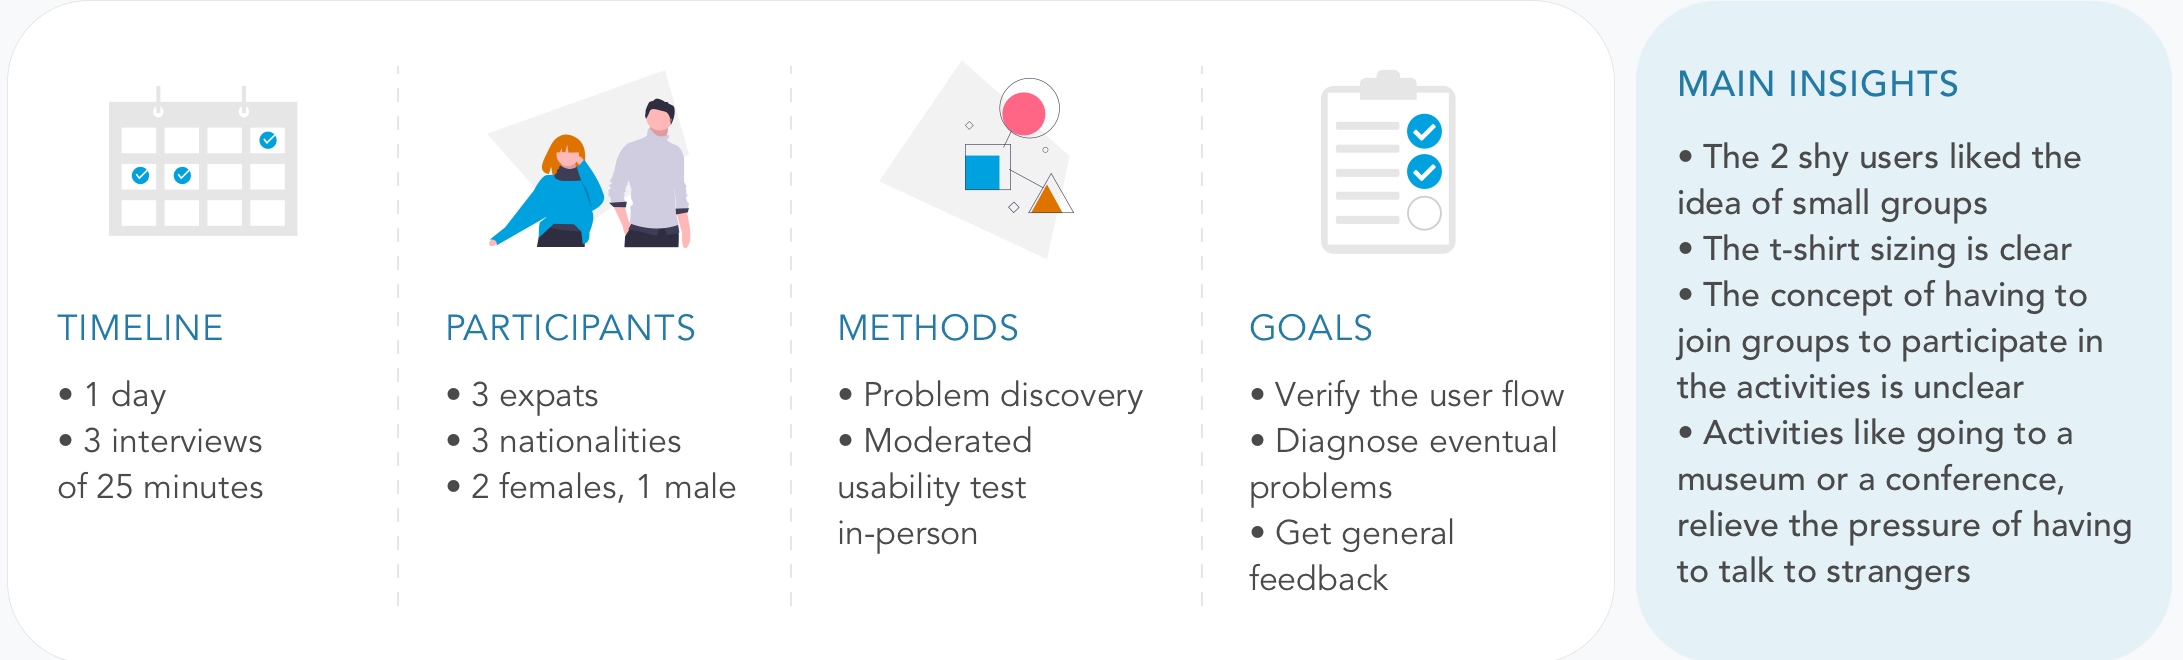 TIMELINE
• 1 day
• 3 interviews
of 25 minutes
PARTICIPANTS
• 3 expats
• 3 nationalities
• 2 females, 1 male
METHODS
• Problem discovery
• Moderated
usability test
in-person
GOALS
• Verify the user flow
• Diagnose eventual
problems
• Get general
feedback
MAIN INSIGHTS
• The 2 shy users liked the
idea of small groups
• The t-shirt sizing is clear
• The concept of having to
join groups to participate in
the activities is unclear
• Activities like going to a
museum or a conference,
relieve the pressure of having
to talk to strangers